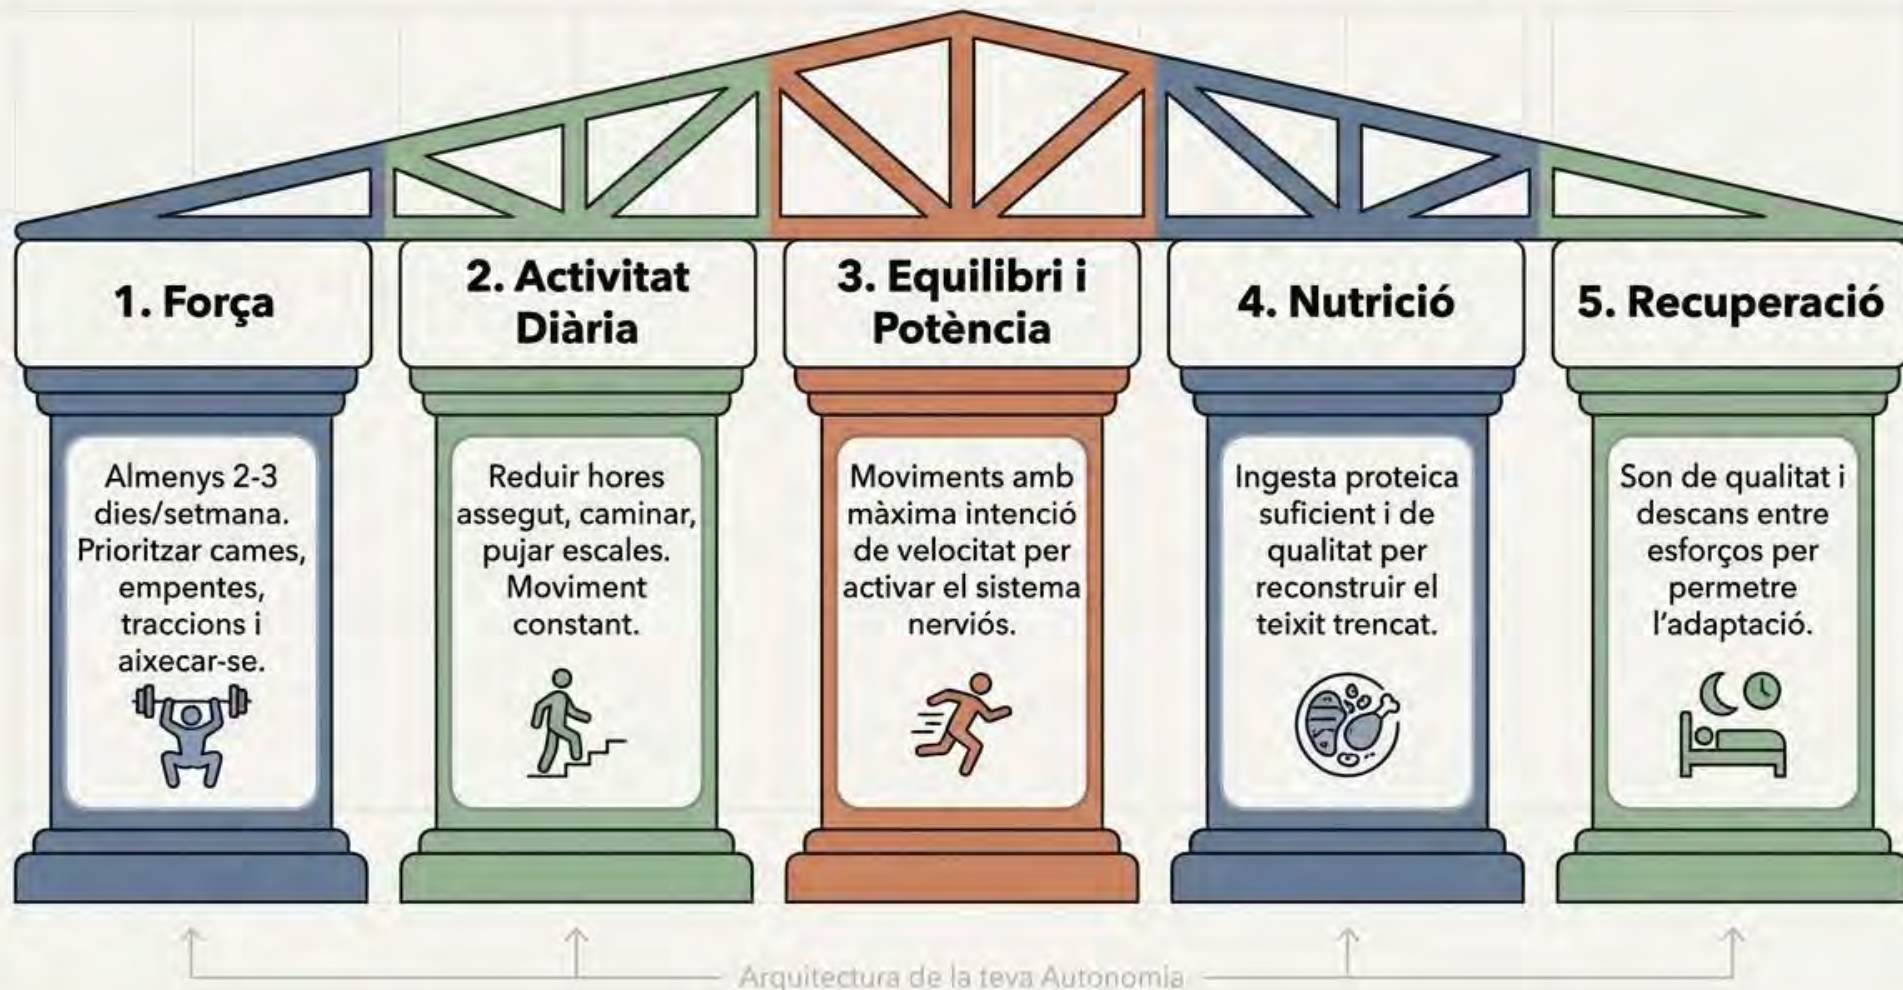 1. Força
Almenys 2-3
dies/setmana.
Prioritzar cames,
empentes,
traccions i
aixecar-se.
2. Activitat
Diària
Reduir hores
assegut, caminar,
pujar escales.
Moviment
constant.
3. Equilibri i
Potència
Moviments amb
màxima intenció
de velocitat per
activar el sistema
nerviós.
4. Nutrició
Ingesta proteica
suficient i de
qualitat per
reconstruir el
teixit trencat.
5. Recuperació
Son de qualitat i
descans entre
esforços per
permetre
l'adaptació.
Arquitectura de la teva Autonomia